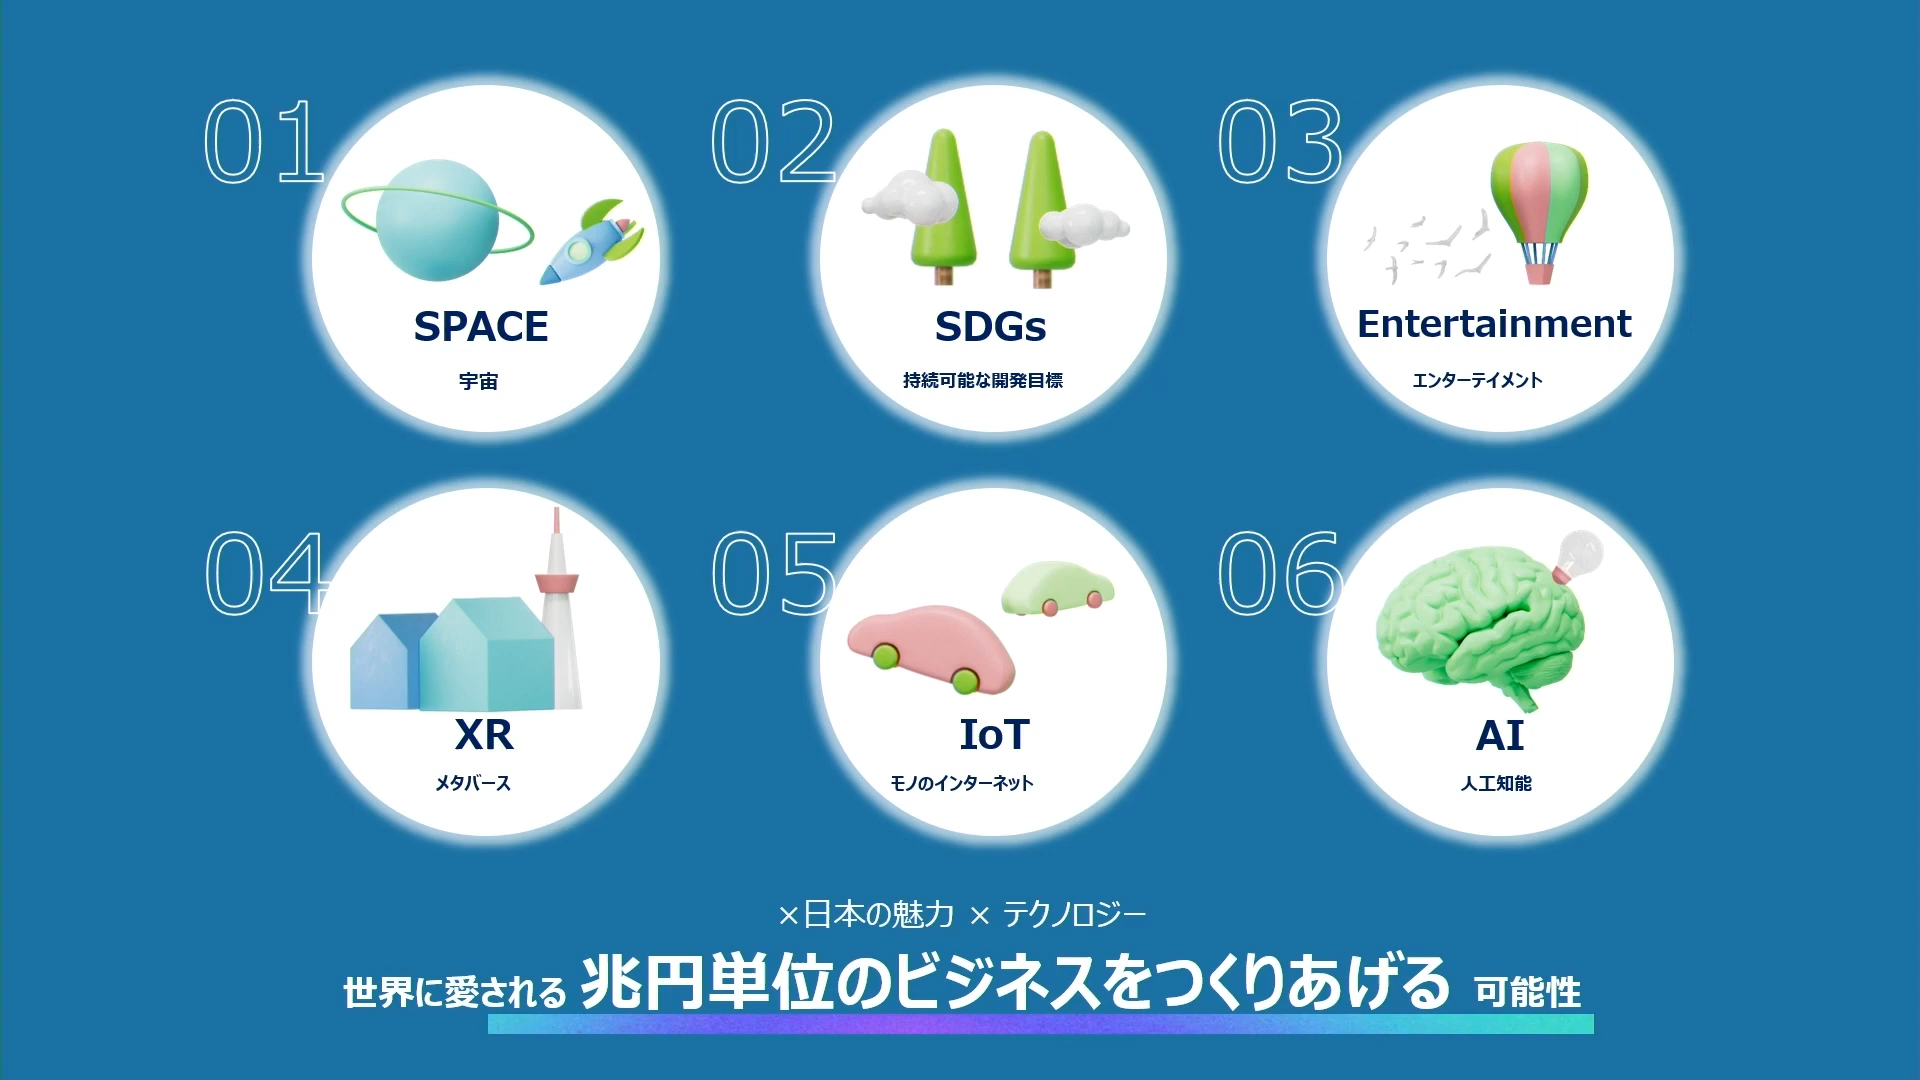 01
SPACE
宇宙
02
SDGs
持続可能な開発目標
03
Entertainment
エンターテイメント
04
XR
メタバース
05
IoT
モノのインターネット
06
AI
人工知能
×日本の魅力 × テクノロジー
世界に愛される 兆円単位のビジネスをつくりあげる 可能性